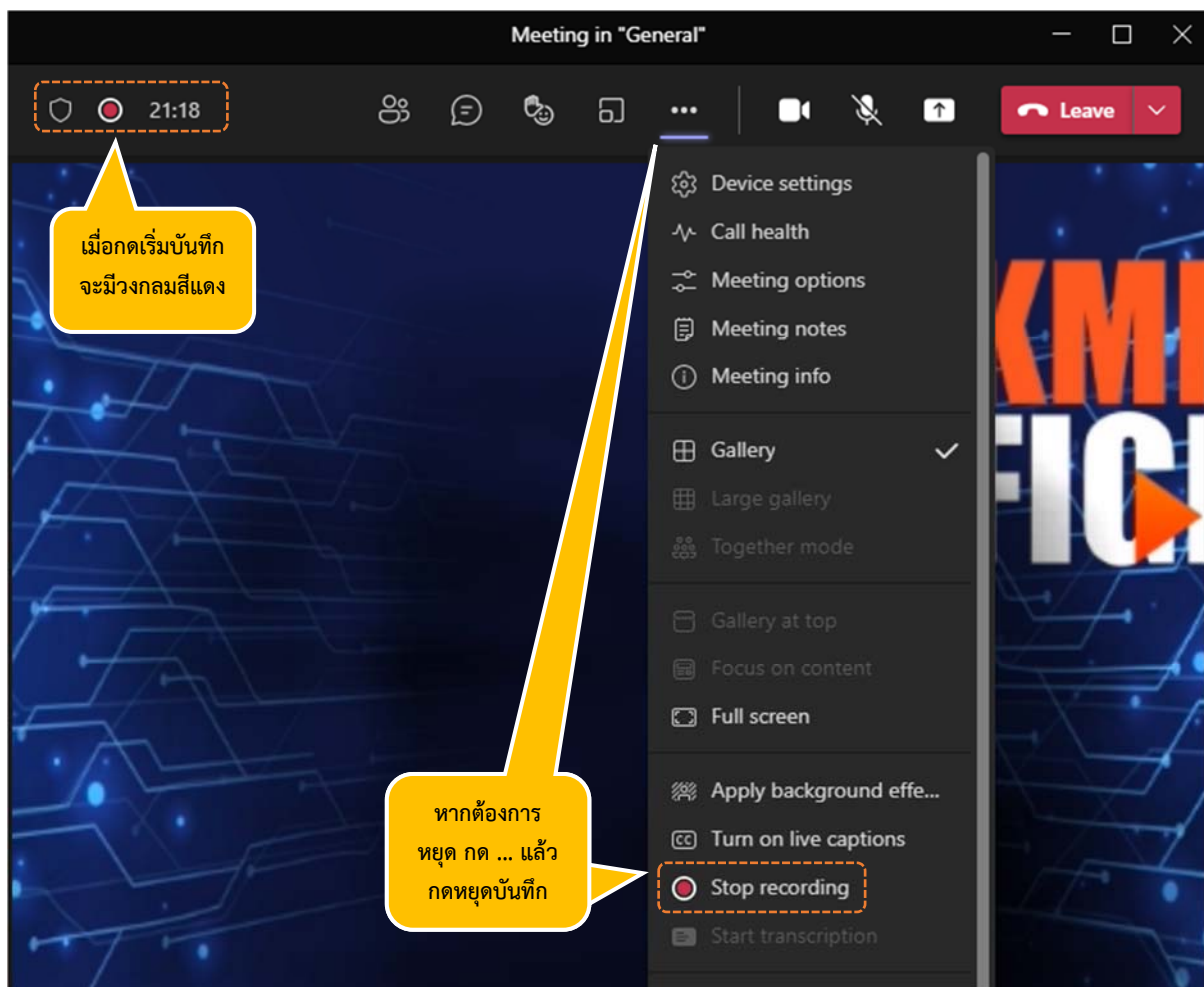 Meeting in "General"
21:18
Leave
เมื่อกดเริ่มบันทึก
จะมีวงกลมสีแดง
Device settings
Call health
Meeting options
Meeting notes
Meeting info
Gallery
Large gallery
Together mode
Gallery at top
Focus on content
Full screen
Apply background effe...
Turn on live captions
Stop recording
Start transcription
หากต้องการ
หยุด กด ... แล้ว
กดหยุดบันทึก